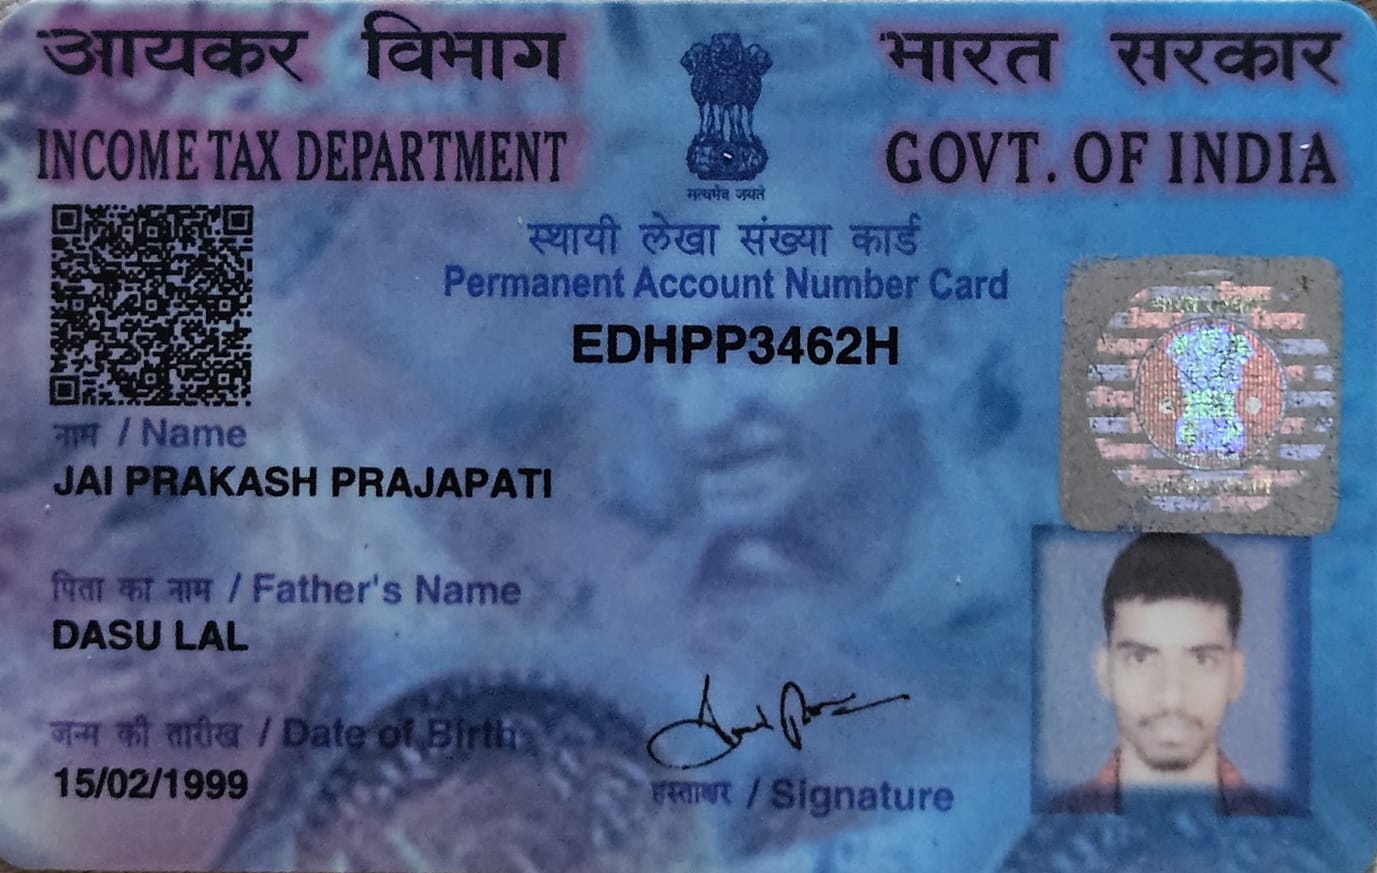 आयकर विभाग
INCOME TAX DEPARTMENT
सत्यमेव जयते
भारत सरकार
GOVT. OF INDIA
स्थायी लेखा संख्या कार्ड
Permanent Account Number Card
EDHPP3462H
नाम / Name
JAI PRAKASH PRAJAPATI
पिता का नाम / Father's Name
DASU LAL
जन्म की तारीख / Date of Birth
15/02/1999
हस्ताक्षर / Signature